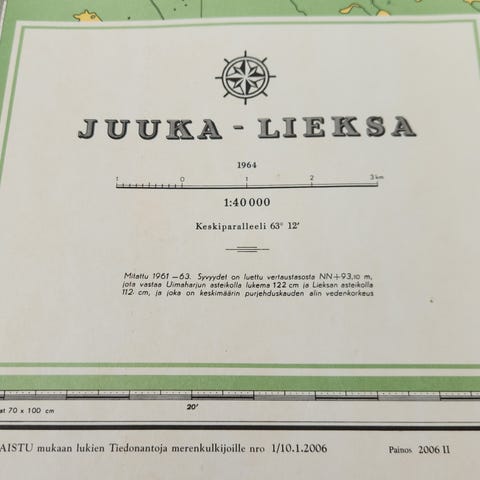 JUUKA - LIEKSA
1964
1 0 1 2 3 km
1:40 000
Keskiparalleeli 63° 12'
Mitattu 1961–63. Syvyydet on luettu vertaustasosta NN+93,10 m,
jota vastaa Uimaharjun asteikolla lukema 122 cm ja Lieksan asteikolla
112 cm, ja joka on keskimäärin purjehduskauden alin vedenkorkeus
at 70 x 100 cm 20'
AISTU mukaan lukien Tiedonantoja merenkulkijoille nro 1/10.1.2006 Painos 2006 II